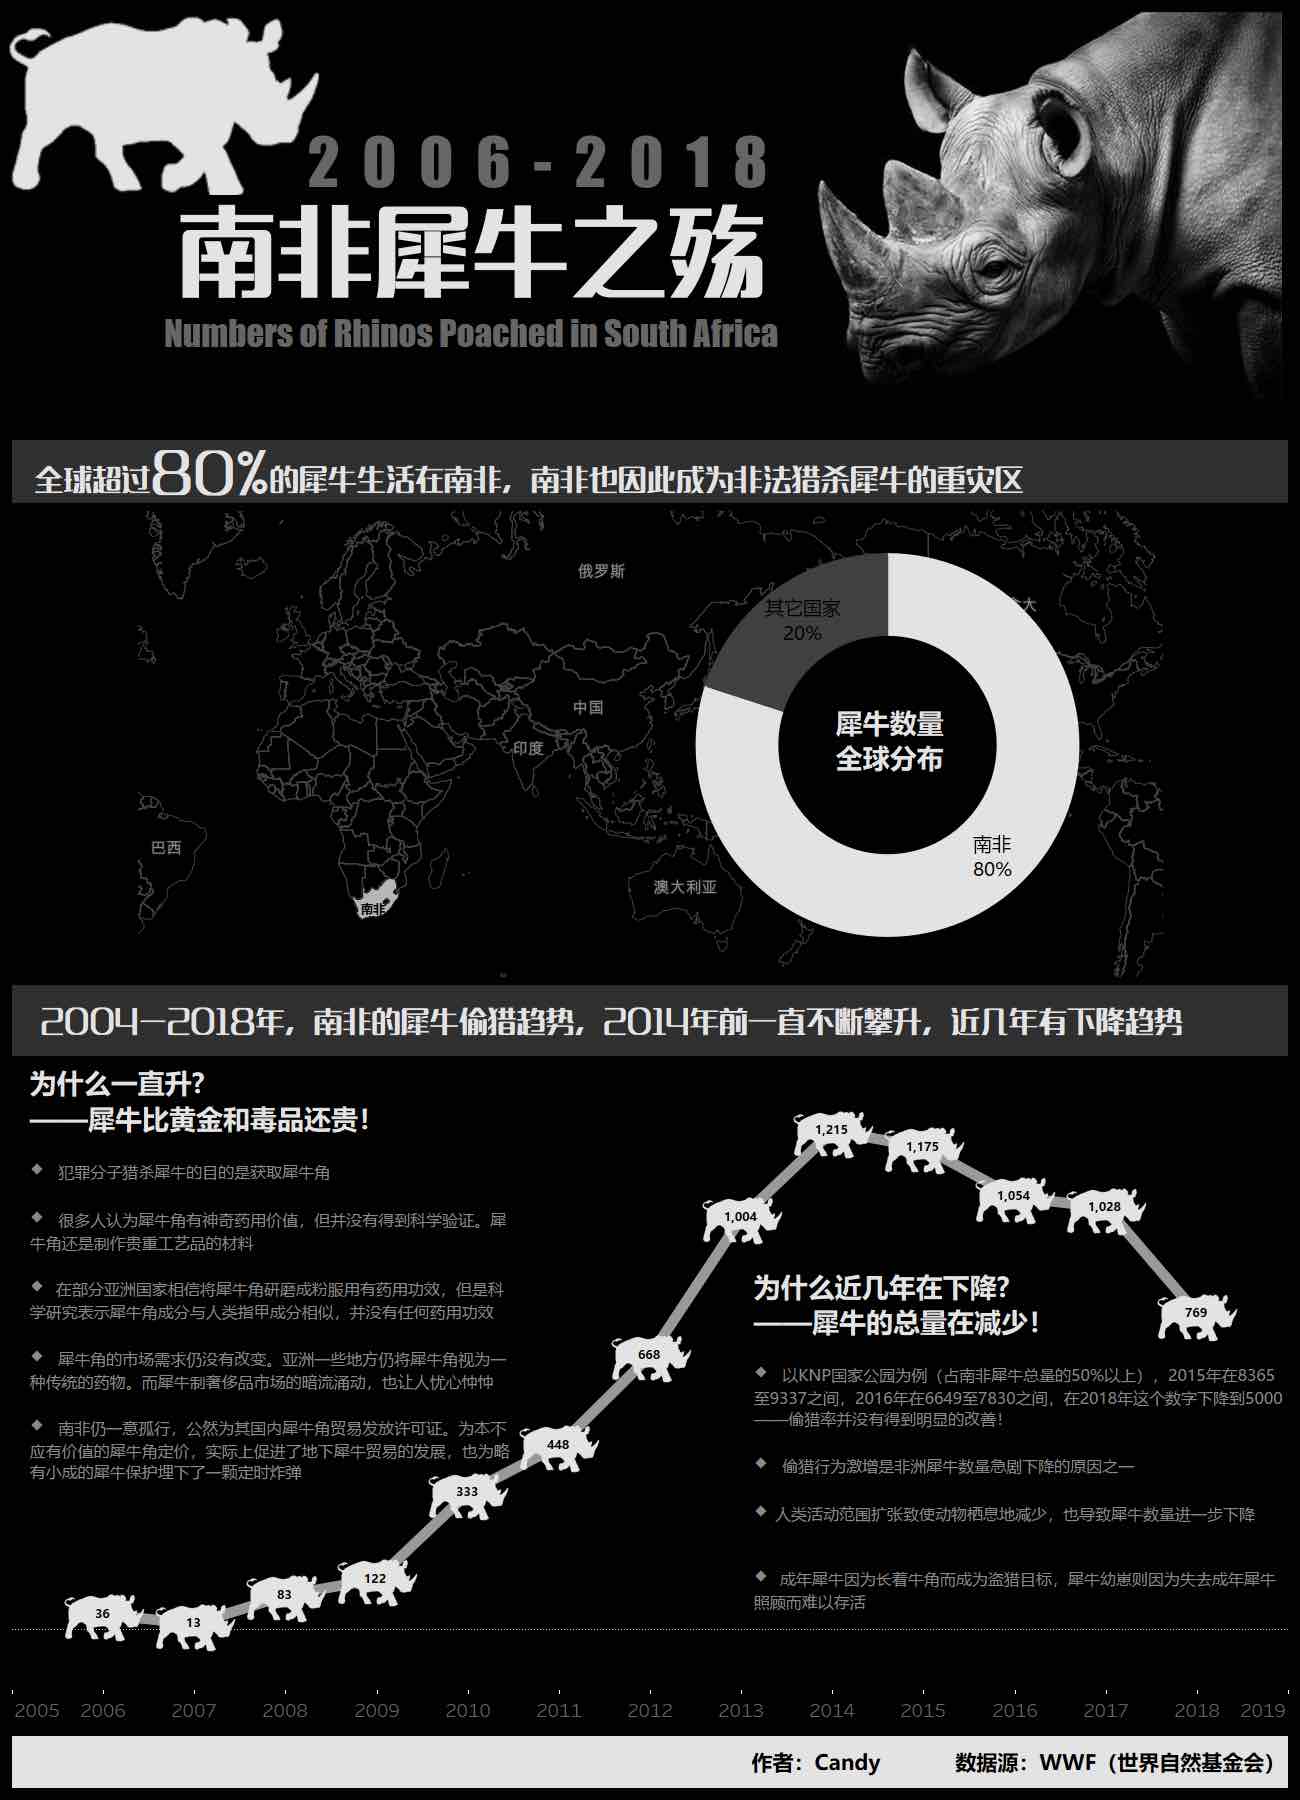 2006-2018
南非犀牛之殇
Numbers of Rhinos Poached in South Africa
全球超过80%的犀牛生活在南非，南非也因此成为非法猎杀犀牛的重灾区
俄罗斯
其它国家
20%
大
中国
犀牛数量
全球分布
印度
巴西
南非
80%
澳大利亚
南非
2004—2018年，南非的犀牛偷猎趋势，2014年前一直不断攀升，近几年有下降趋势
为什么一直升?
——犀牛比黄金和毒品还贵!
◆ 犯罪分子猎杀犀牛的目的是获取犀牛角
◆ 很多人认为犀牛角有神奇药用价值，但并没有得到科学验证。犀
牛角还是制作贵重工艺品的材料
◆ 在部分亚洲国家相信将犀牛角研磨成粉服用有药用功效，但是科
学研究表示犀牛角成分与人类指甲成分相似，并没有任何药用功效
◆ 犀牛角的市场需求仍没有改变。亚洲一些地方仍将犀牛角视为一
种传统的药物。而犀牛制奢侈品市场的暗流涌动，也让人忧心忡忡
◆ 南非仍一意孤行，公然为其国内犀牛角贸易发放许可证。为本不
应有价值的犀牛角定价，实际上促进了地下犀牛贸易的发展，也为略
有小成的犀牛保护埋下了一颗定时炸弹
1,215
1,175
1,054
1,028
1,004
769
668
448
333
122
83
36
13
为什么近几年在下降?
——犀牛的总量在减少!
◆ 以KNP国家公园为例（占南非犀牛总量的50%以上），2015年在8365
至9337之间，2016年在6649至7830之间，在2018年这个数字下降到5000
——偷猎率并没有得到明显的改善!
◆ 偷猎行为激增是非洲犀牛数量急剧下降的原因之一
◆ 人类活动范围扩张致使动物栖息地减少，也导致犀牛数量进一步下降
◆ 成年犀牛因为长着牛角而成为盗猎目标，犀牛幼崽则因为失去成年犀牛
照顾而难以存活
2005 2006 2007 2008 2009 2010 2011 2012 2013 2014 2015 2016 2017 2018 2019
作者：Candy 数据源：WWF（世界自然基金会）